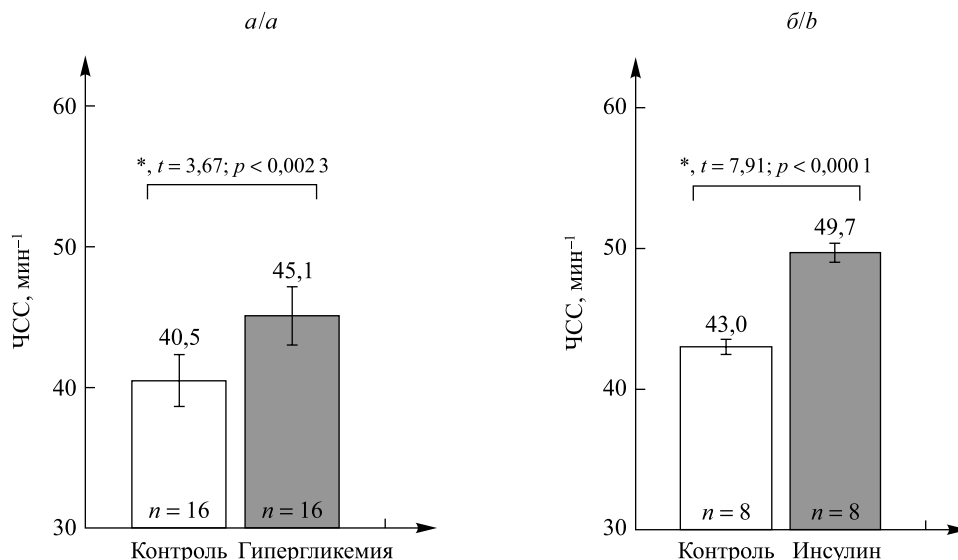 а/a
60
50
40
30
ЧСС, мин⁻¹
*, t = 3,67; p < 0,002 3
40,5
45,1
n = 16
n = 16
Контроль
Гипергликемия
б/b
60
50
40
30
ЧСС, мин⁻¹
*, t = 7,91; p < 0,000 1
43,0
49,7
n = 8
n = 8
Контроль
Инсулин